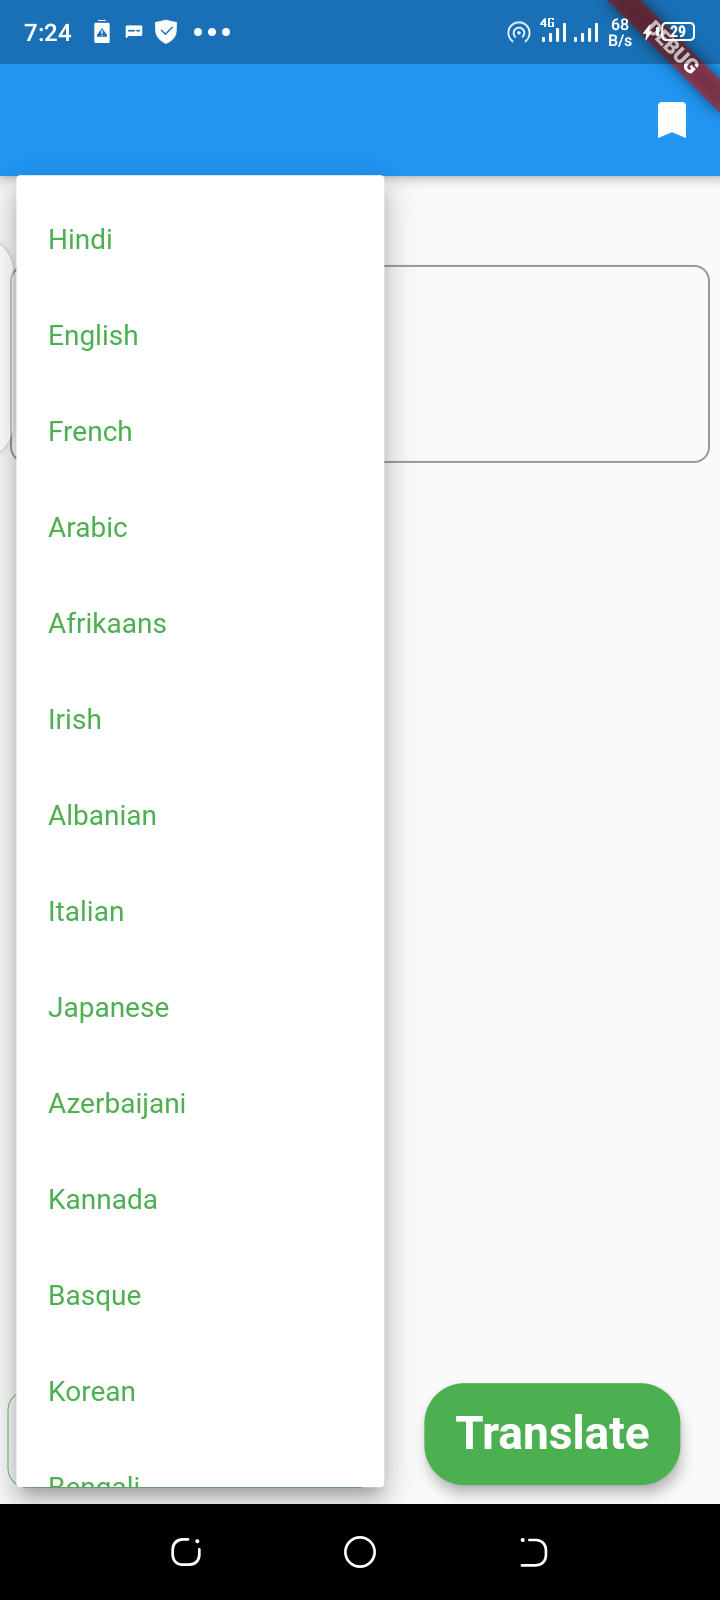 7:24
4G
68
B/s
29
DEBUG
Hindi
English
French
Arabic
Afrikaans
Irish
Albanian
Italian
Japanese
Azerbaijani
Kannada
Basque
Korean
Bengali
Translate